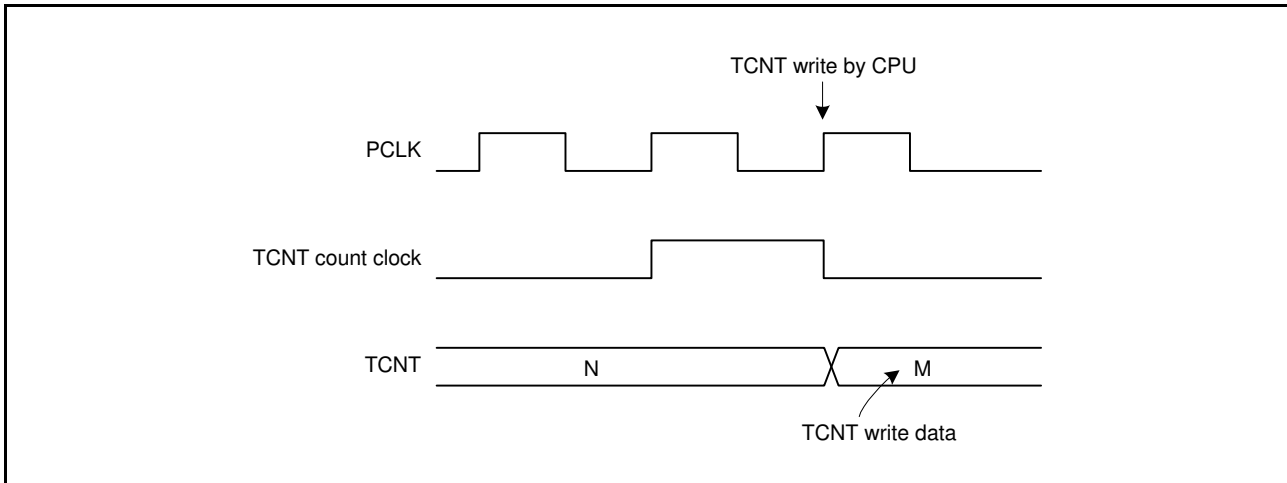 TCNT write by CPU
PCLK
TCNT count clock
TCNT
N
M
TCNT write data